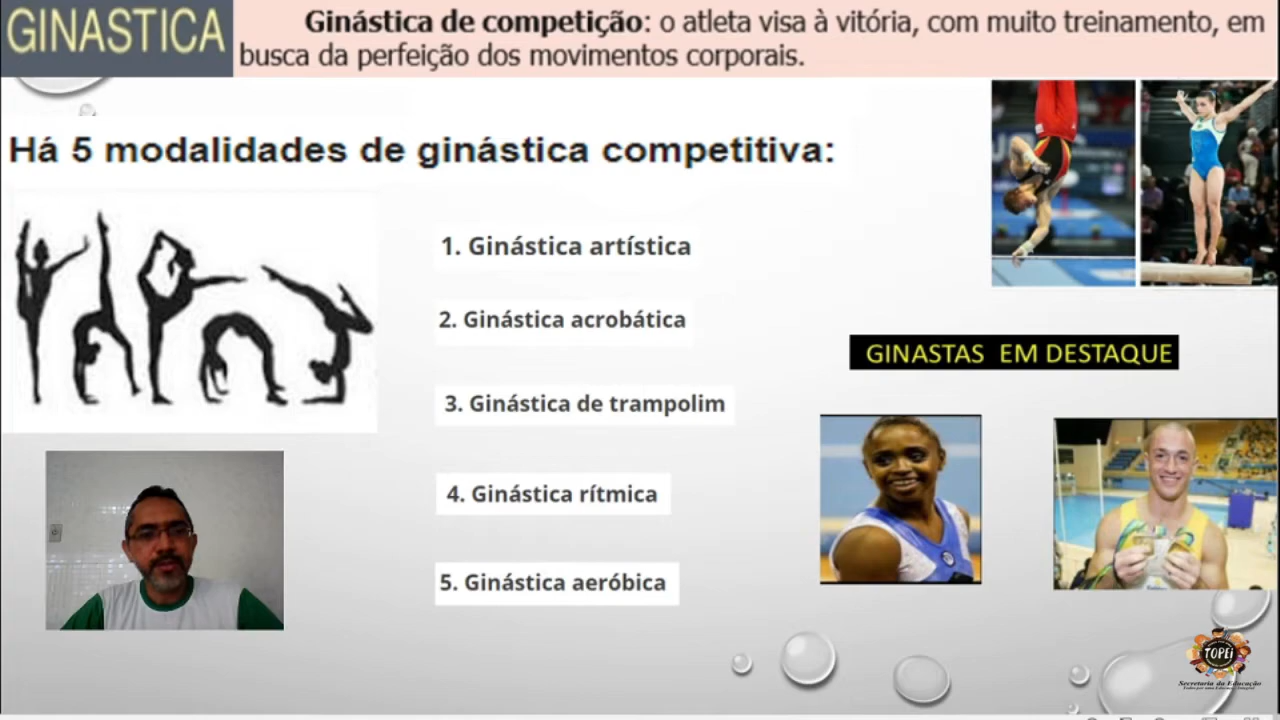 GINÁSTICA
Ginástica de competição: o atleta visa à vitória, com muito treinamento, em
busca da perfeição dos movimentos corporais.
Há 5 modalidades de ginástica competitiva:
1. Ginástica artística
2. Ginástica acrobática
3. Ginástica de trampolim
4. Ginástica rítmica
5. Ginástica aeróbica
GINASTAS EM DESTAQUE
TOPEi
Secretaria da Educação